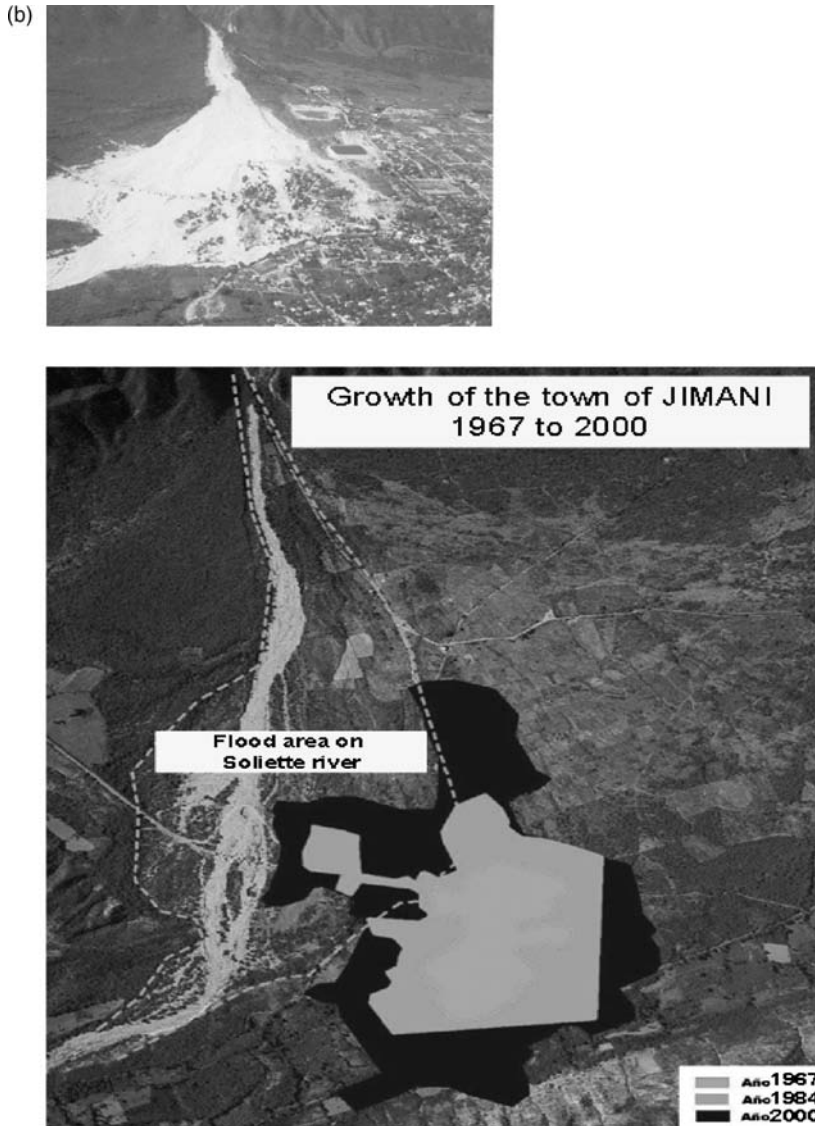 (b)
Growth of the town of JIMANI
1967 to 2000
Flood area on
Soliette river
Año1967
Año1984
Año2000